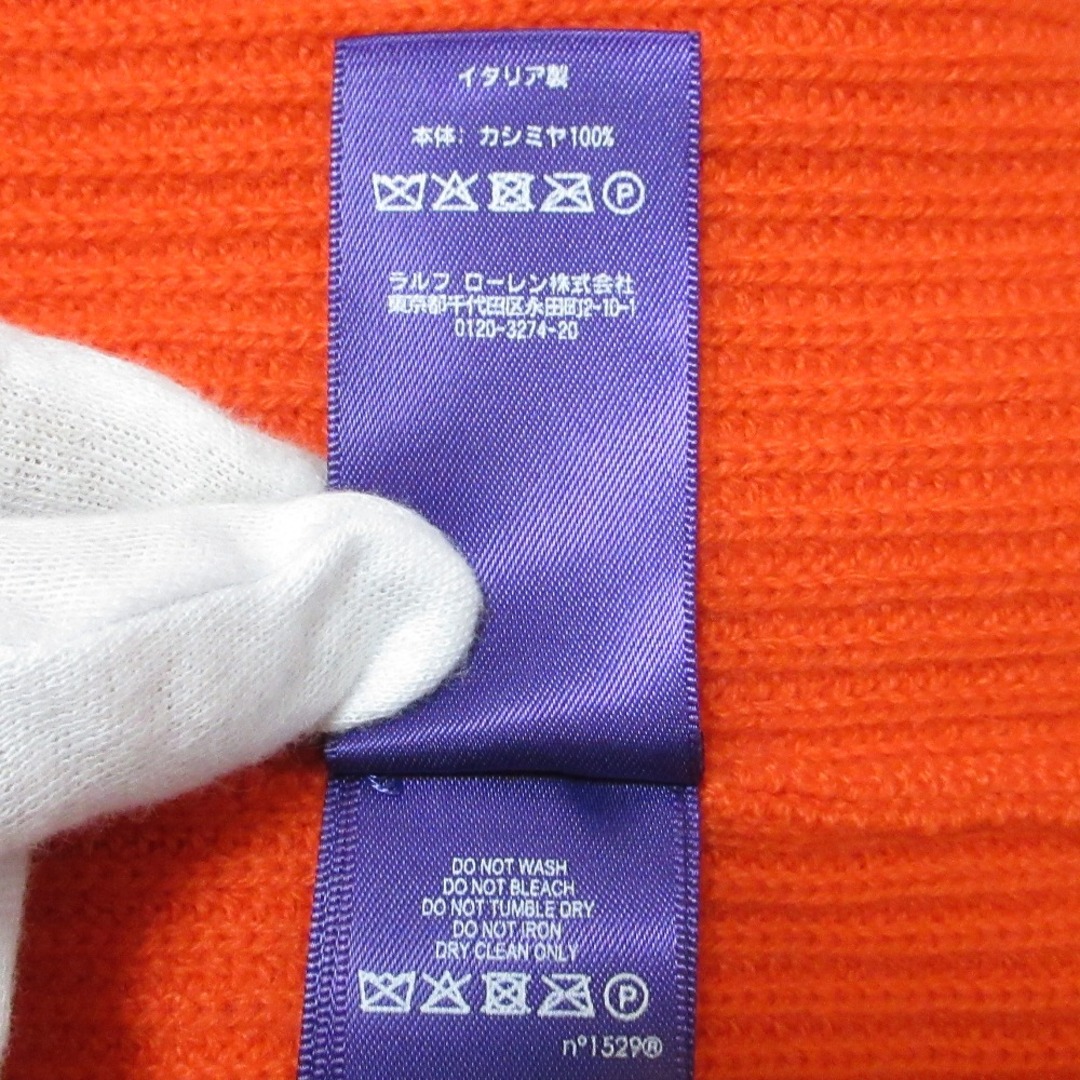 イタリア製
本体: カシミヤ100%
P
ラルフ ローレン株式会社
東京都千代田区永田町2-10-1
0120-3274-20
DO NOT WASH
DO NOT BLEACH
DO NOT TUMBLE DRY
DO NOT IRON
DRY CLEAN ONLY
P
n°1529®